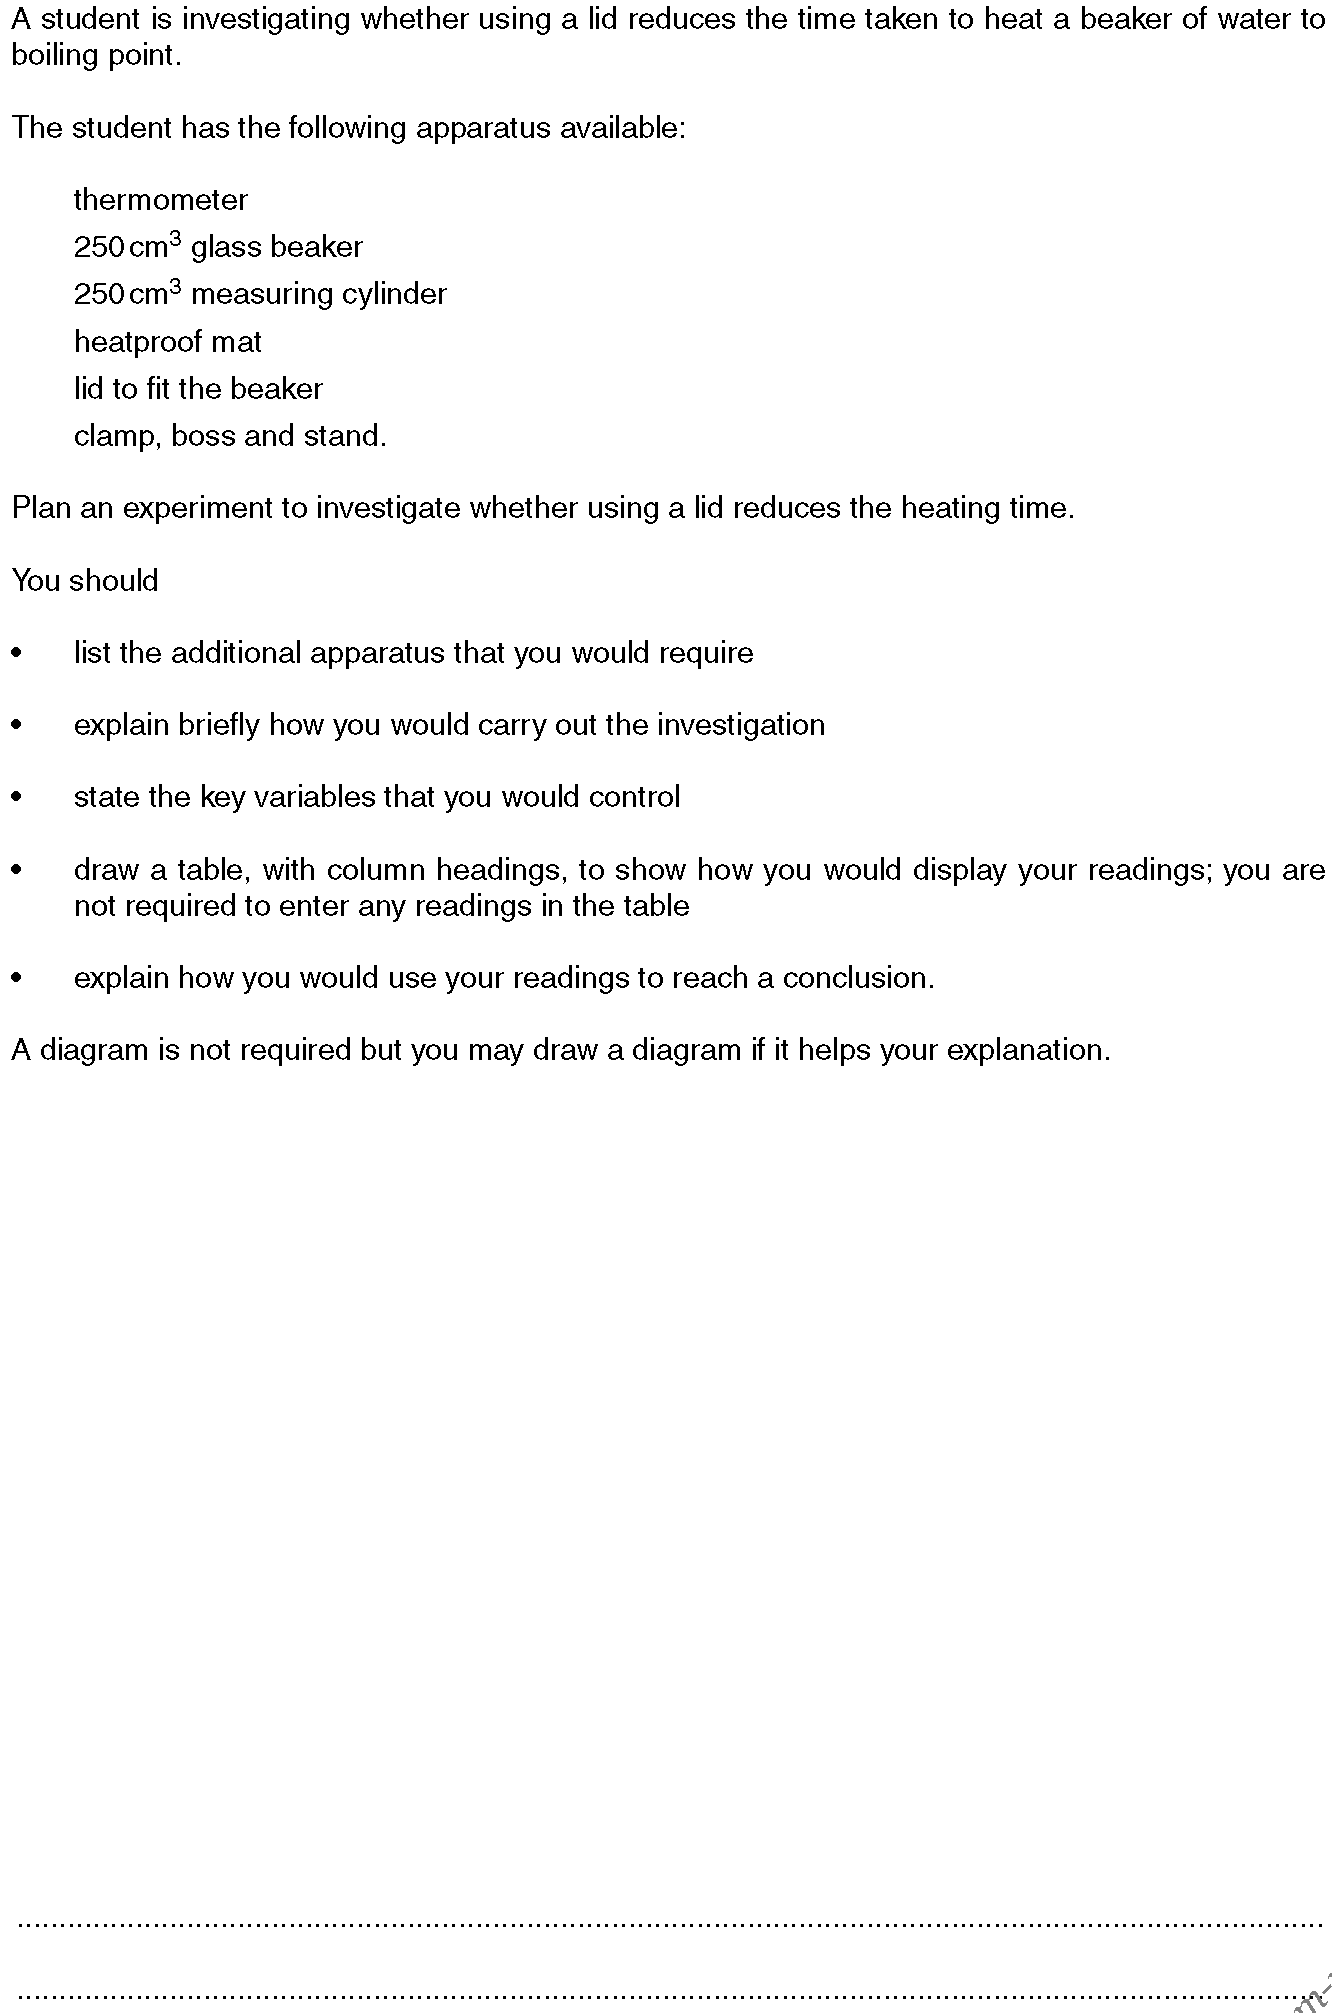 A student is investigating whether using a lid reduces the time taken to heat a beaker of water to
boiling point.
The student has the following apparatus available:
thermometer
250 cm³ glass beaker
250 cm³ measuring cylinder
heatproof mat
lid to fit the beaker
clamp, boss and stand.
Plan an experiment to investigate whether using a lid reduces the heating time.
You should
• list the additional apparatus that you would require
• explain briefly how you would carry out the investigation
• state the key variables that you would control
• draw a table, with column headings, to show how you would display your readings; you are
not required to enter any readings in the table
• explain how you would use your readings to reach a conclusion.
A diagram is not required but you may draw a diagram if it helps your explanation.